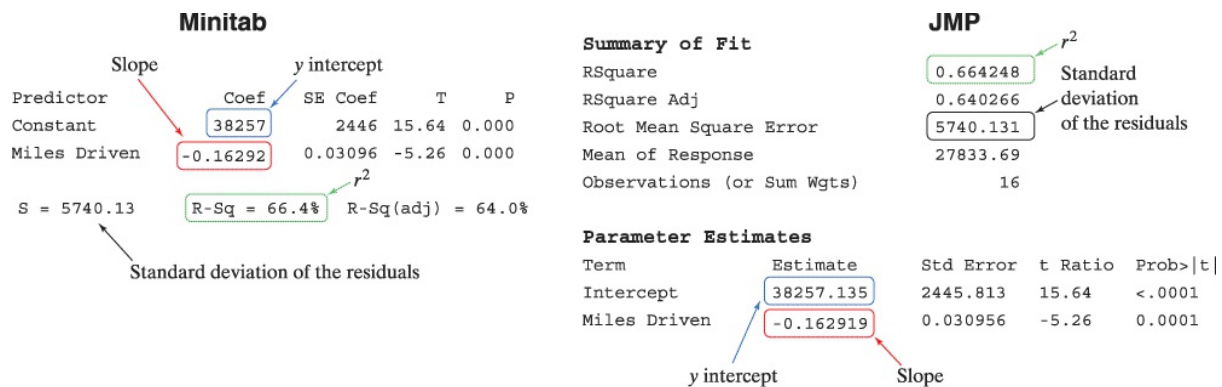 Minitab
Slope
y intercept
Predictor Coef SE Coef T P
Constant 38257 2446 15.64 0.000
Miles Driven -0.16292 0.03096 -5.26 0.000
r²
S = 5740.13 R-Sq = 66.4% R-Sq(adj) = 64.0%
Standard deviation of the residuals
JMP
Summary of Fit
r²
RSquare 0.664248
RSquare Adj 0.640266
Root Mean Square Error 5740.131
Mean of Response 27833.69
Observations (or Sum Wgts) 16
Standard
deviation
of the residuals
Parameter Estimates
Term Estimate Std Error t Ratio Prob>|t|
Intercept 38257.135 2445.813 15.64 <.0001
Miles Driven -0.162919 0.030956 -5.26 0.0001
y intercept
Slope